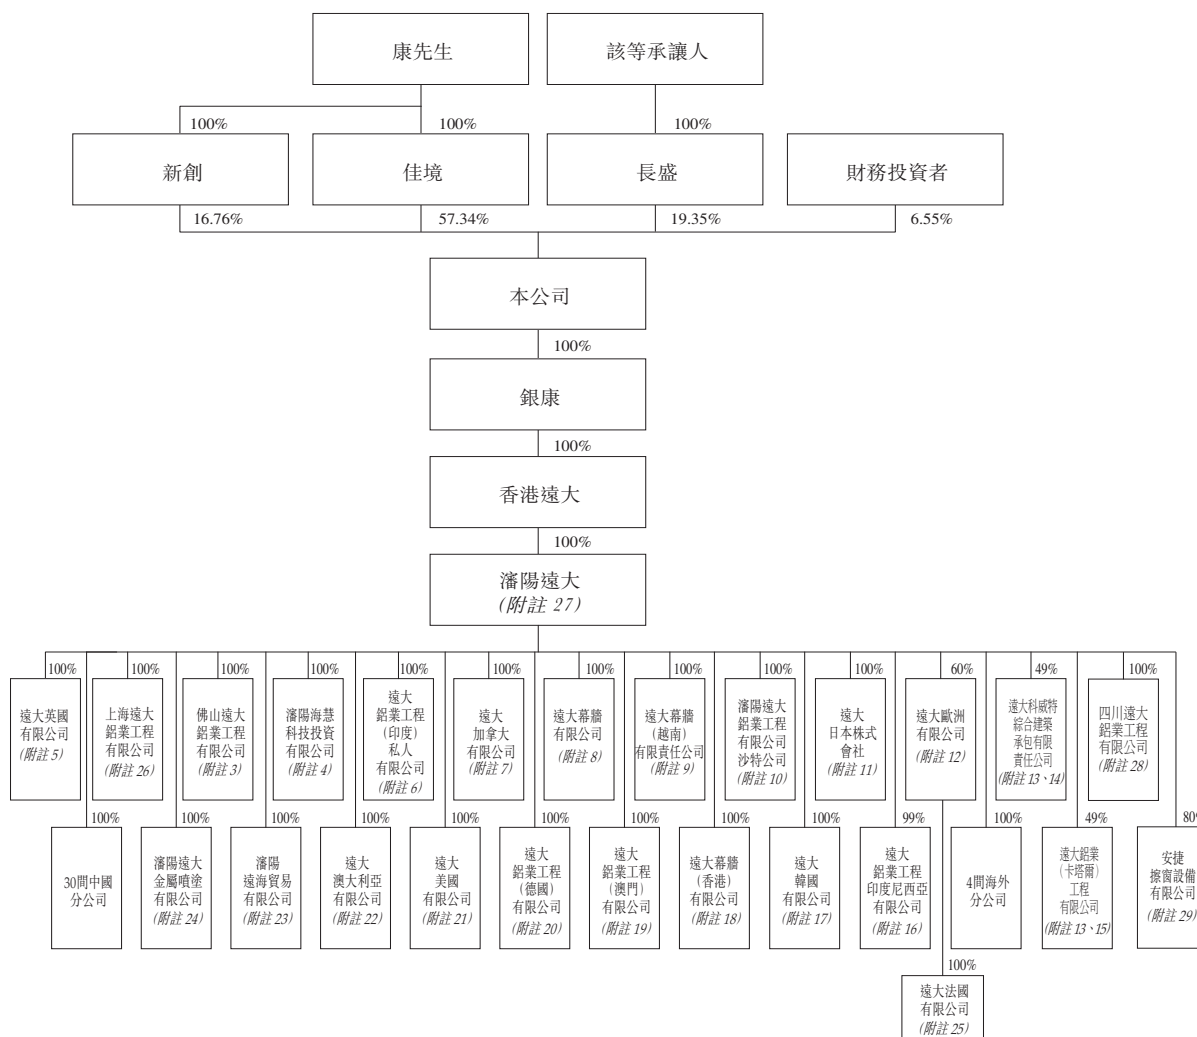 康先生
該等承讓人
100%
100%
100%
新創
佳境
長盛
財務投資者
16.76%
57.34%
19.35%
6.55%
本公司
100%
銀康
100%
香港遠大
100%
瀋陽遠大
(附註 27)
100%
100%
100%
100%
100%
100%
100%
100%
100%
100%
60%
49%
100%
遠大英國
有限公司
(附註 5)
上海遠大
鋁業工程
有限公司
(附註 26)
佛山遠大
鋁業工程
有限公司
(附註 3)
瀋陽海慧
科技投資
有限公司
(附註 4)
遠大
鋁業工程
(印度)
私人
有限公司
(附註 6)
遠大
加拿大
有限公司
(附註 7)
遠大幕牆
有限公司
(附註 8)
遠大幕牆
(越南)
有限責任公司
(附註 9)
瀋陽遠大
鋁業工程
有限公司
沙特公司
(附註 10)
遠大
日本株式
會社
(附註 11)
遠大歐洲
有限公司
(附註 12)
遠大科威特
綜合建築
承包有限
責任公司
(附註 13、14)
四川遠大
鋁業工程
有限公司
(附註 28)
100%
100%
100%
100%
100%
100%
100%
100%
100%
99%
100%
49%
80%
30間中國
分公司
瀋陽遠大
金屬噴塗
有限公司
(附註 24)
瀋陽
遠海貿易
有限公司
(附註 23)
遠大
澳大利亞
有限公司
(附註 22)
遠大
美國
有限公司
(附註 21)
遠大
鋁業工程
(德國)
有限公司
(附註 20)
遠大
鋁業工程
(澳門)
有限公司
(附註 19)
遠大幕牆
(香港)
有限公司
(附註 18)
遠大
韓國
有限公司
(附註 17)
遠大
鋁業工程
印度尼西亞
有限公司
(附註 16)
4間海外
分公司
遠大鋁業
(卡塔爾)
工程
有限公司
(附註 13、15)
安捷
擦窗設備
有限公司
(附註 29)
100%
遠大法國
有限公司
(附註 25)